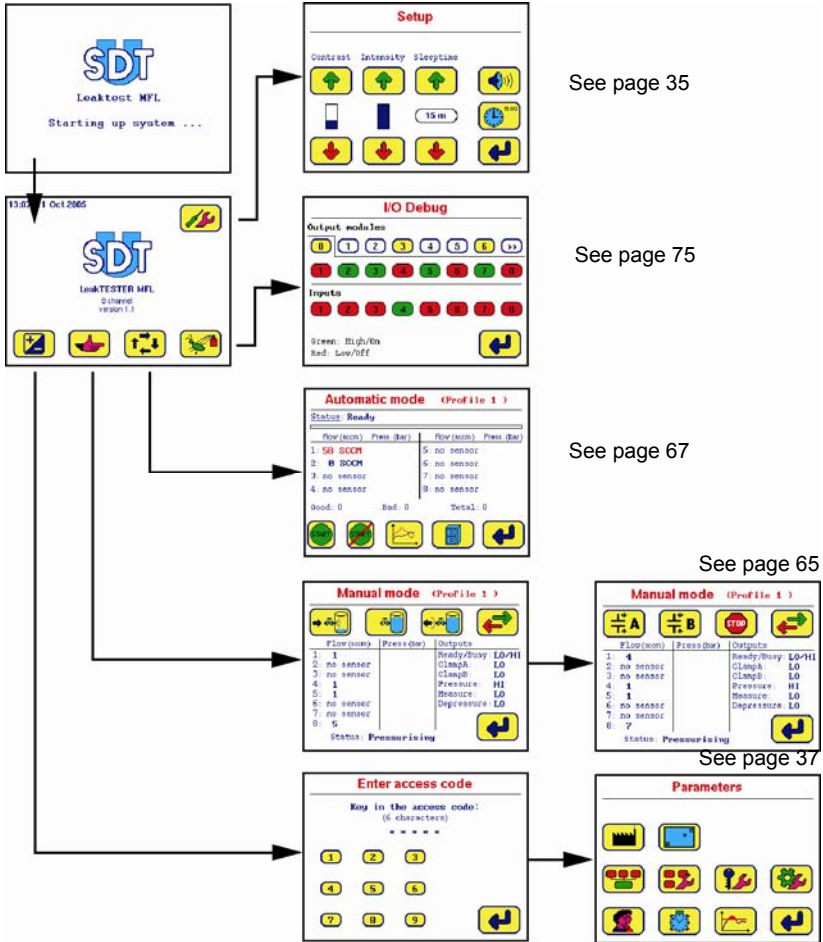 SDT
Leaktest MFL
Starting up system ...
Setup
Contrast Intensity Sleeptime
15 m
See page 35
1 Oct 2005
SDT
LeakTESTER MFL
8 channel
version 1.1
I/O Debug
Output modules
0 1 2 3 4 5 6 >>
1 2 3 4 5 6 7 8
Inputs
1 2 3 4 5 6 7 8
Green: High/On
Red: Low/Off
See page 75
Automatic mode (Profile 1 )
Status: Ready
Flow (sccm) Press (bar) Flow (sccm) Press (bar)
1: 58 SCCM 5: no sensor
2: 0 SCCM 6: no sensor
3: no sensor 7: no sensor
4: no sensor 8: no sensor
Good: 0 Bad: 0 Total: 0
START START
See page 67
See page 65
Manual mode (Profile 1 )
Flow(sccm) Press(bar) Outputs
1: 1 Ready/Busy: LO/HI
2: no sensor ClampA: LO
3: no sensor ClampB: LO
4: 1 Pressure: HI
5: 1 Measure: LO
6: no sensor Depressure: LO
7: no sensor
8: 5
Status: Pressurising
Manual mode (Profile 1 )
A B STOP
Flow(sccm) Press(bar) Outputs
1: 4 Ready/Busy: LO/HI
2: no sensor ClampA: LO
3: no sensor ClampB: LO
4: 1 Pressure: HI
5: 1 Measure: LO
6: no sensor Depressure: LO
7: no sensor
8: 7
Status: Pressurising
See page 37
Enter access code
Key in the access code:
(6 characters)
* * * * *
1 2 3
4 5 6
7 8 9
Parameters